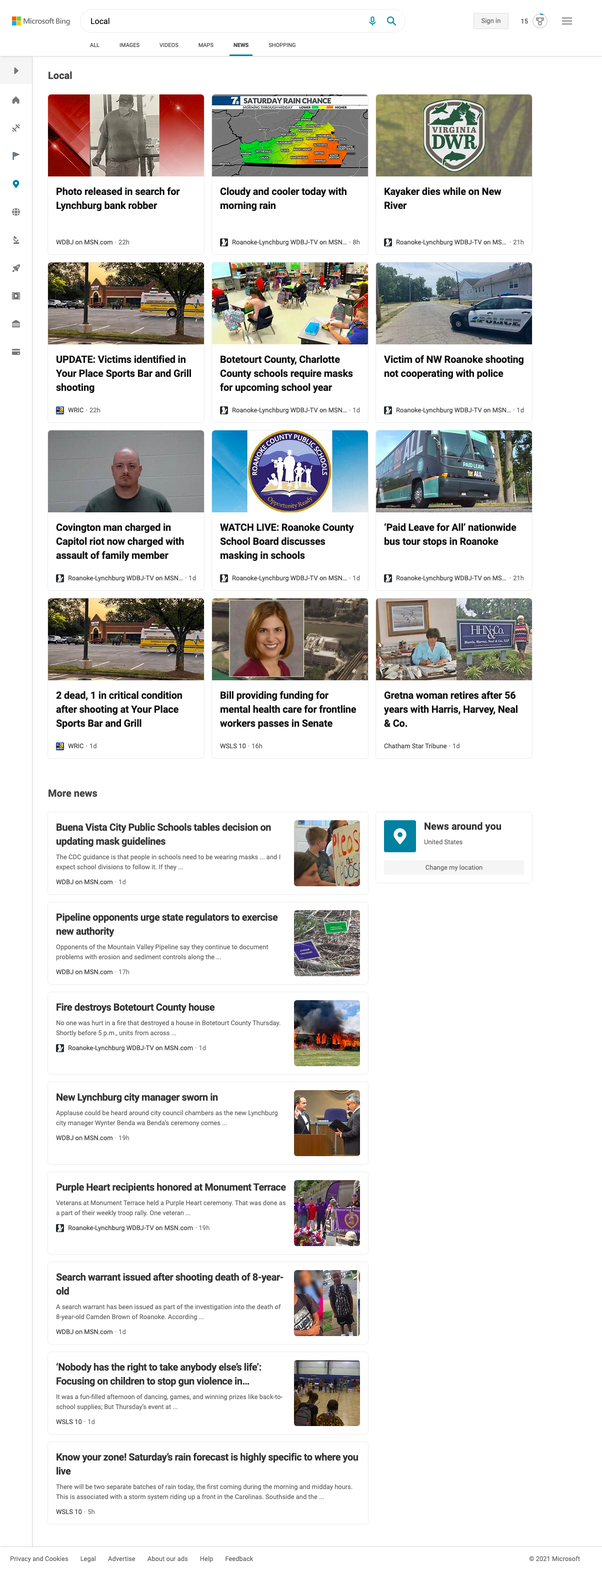 Microsoft Bing
Local
Sign in
15
ALL IMAGES VIDEOS MAPS NEWS SHOPPING
Local
7 SATURDAY RAIN CHANCE
MORNING THROUGH MIDDAY LOWER HIGHER
VIRGINIA
DWR
Photo released in search for
Lynchburg bank robber
WDBJ on MSN.com · 22h
Cloudy and cooler today with
morning rain
Roanoke-Lynchburg WDBJ-TV on MSN... · 8h
Kayaker dies while on New
River
Roanoke-Lynchburg WDBJ-TV on MS... · 21h
POLICE
UPDATE: Victims identified in
Your Place Sports Bar and Grill
shooting
WRIC · 22h
Botetourt County, Charlotte
County schools require masks
for upcoming school year
Roanoke-Lynchburg WDBJ-TV on MSN... · 1d
Victim of NW Roanoke shooting
not cooperating with police
Roanoke-Lynchburg WDBJ-TV on MSN... · 1d
ROANOKE COUNTY PUBLIC SCHOOLS
Opportunity Ready
ALL
PAID LEAVE
for ALL
Covington man charged in
Capitol riot now charged with
assault of family member
Roanoke-Lynchburg WDBJ-TV on MSN... · 1d
WATCH LIVE: Roanoke County
School Board discusses
masking in schools
Roanoke-Lynchburg WDBJ-TV on MSN... · 1d
‘Paid Leave for All’ nationwide
bus tour stops in Roanoke
Roanoke-Lynchburg WDBJ-TV on MS... · 21h
HHN&Co.
Harris, Harvey, Neal & Co., LLP
2 dead, 1 in critical condition
after shooting at Your Place
Sports Bar and Grill
WRIC · 1d
Bill providing funding for
mental health care for frontline
workers passes in Senate
WSLS 10 · 16h
Gretna woman retires after 56
years with Harris, Harvey, Neal
& Co.
Chatham Star Tribune · 1d
More news
Buena Vista City Public Schools tables decision on
updating mask guidelines
The CDC guidance is that people in schools need to be wearing masks ... and I
expect school divisions to follow it. If they ...
WDBJ on MSN.com · 1d
News around you
United States
Change my location
Pipeline opponents urge state regulators to exercise
new authority
Opponents of the Mountain Valley Pipeline say they continue to document
problems with erosion and sediment controls along the ...
WDBJ on MSN.com · 17h
Fire destroys Botetourt County house
No one was hurt in a fire that destroyed a house in Botetourt County Thursday.
Shortly before 5 p.m., units from across ...
Roanoke-Lynchburg WDBJ-TV on MSN.com · 1d
New Lynchburg city manager sworn in
Applause could be heard around city council chambers as the new Lynchburg
city manager Wynter Benda wa Benda's ceremony comes ...
WDBJ on MSN.com · 19h
Purple Heart recipients honored at Monument Terrace
Veterans at Monument Terrace held a Purple Heart ceremony. That was done as
a part of their weekly troop rally. One veteran ...
Roanoke-Lynchburg WDBJ-TV on MSN.com · 19h
Search warrant issued after shooting death of 8-year-
old
A search warrant has been issued as part of the investigation into the death of
8-year-old Camden Brown of Roanoke. According ...
WDBJ on MSN.com · 1d
‘Nobody has the right to take anybody else’s life’:
Focusing on children to stop gun violence in...
It was a fun-filled afternoon of dancing, games, and winning prizes like back-to-
school supplies; But Thursday's event at ...
WSLS 10 · 1d
Know your zone! Saturday’s rain forecast is highly specific to where you
live
There will be two separate batches of rain today, the first coming during the morning and midday hours.
This is associated with a storm system riding up a front in the Carolinas. Southside and the ...
WSLS 10 · 5h
Privacy and Cookies Legal Advertise About our ads Help Feedback © 2021 Microsoft